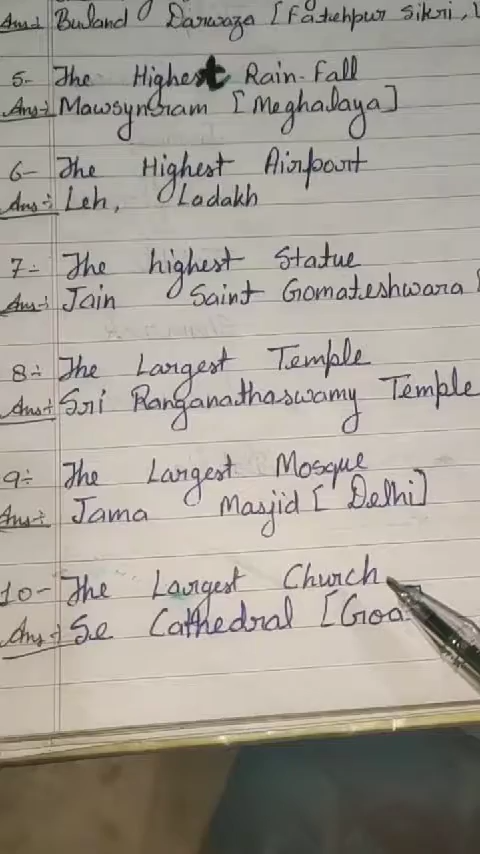 Ans:- Buland Darwaza [Fatehpur Sikri,
5- The Highest Rain-Fall
Ans:- Mawsynram [Meghalaya]
6- The Highest Airport
Ans:- Leh, Ladakh
7:- The highest Statue
Ans:- Jain Saint Gomateshwara
8:- The Largest Temple
Ans:- Sri Ranganathaswamy Temple
9:- The Largest Mosque
Ans:- Jama Masjid [Delhi]
10- The Largest Church
Ans:- Se Cathedral [Goa